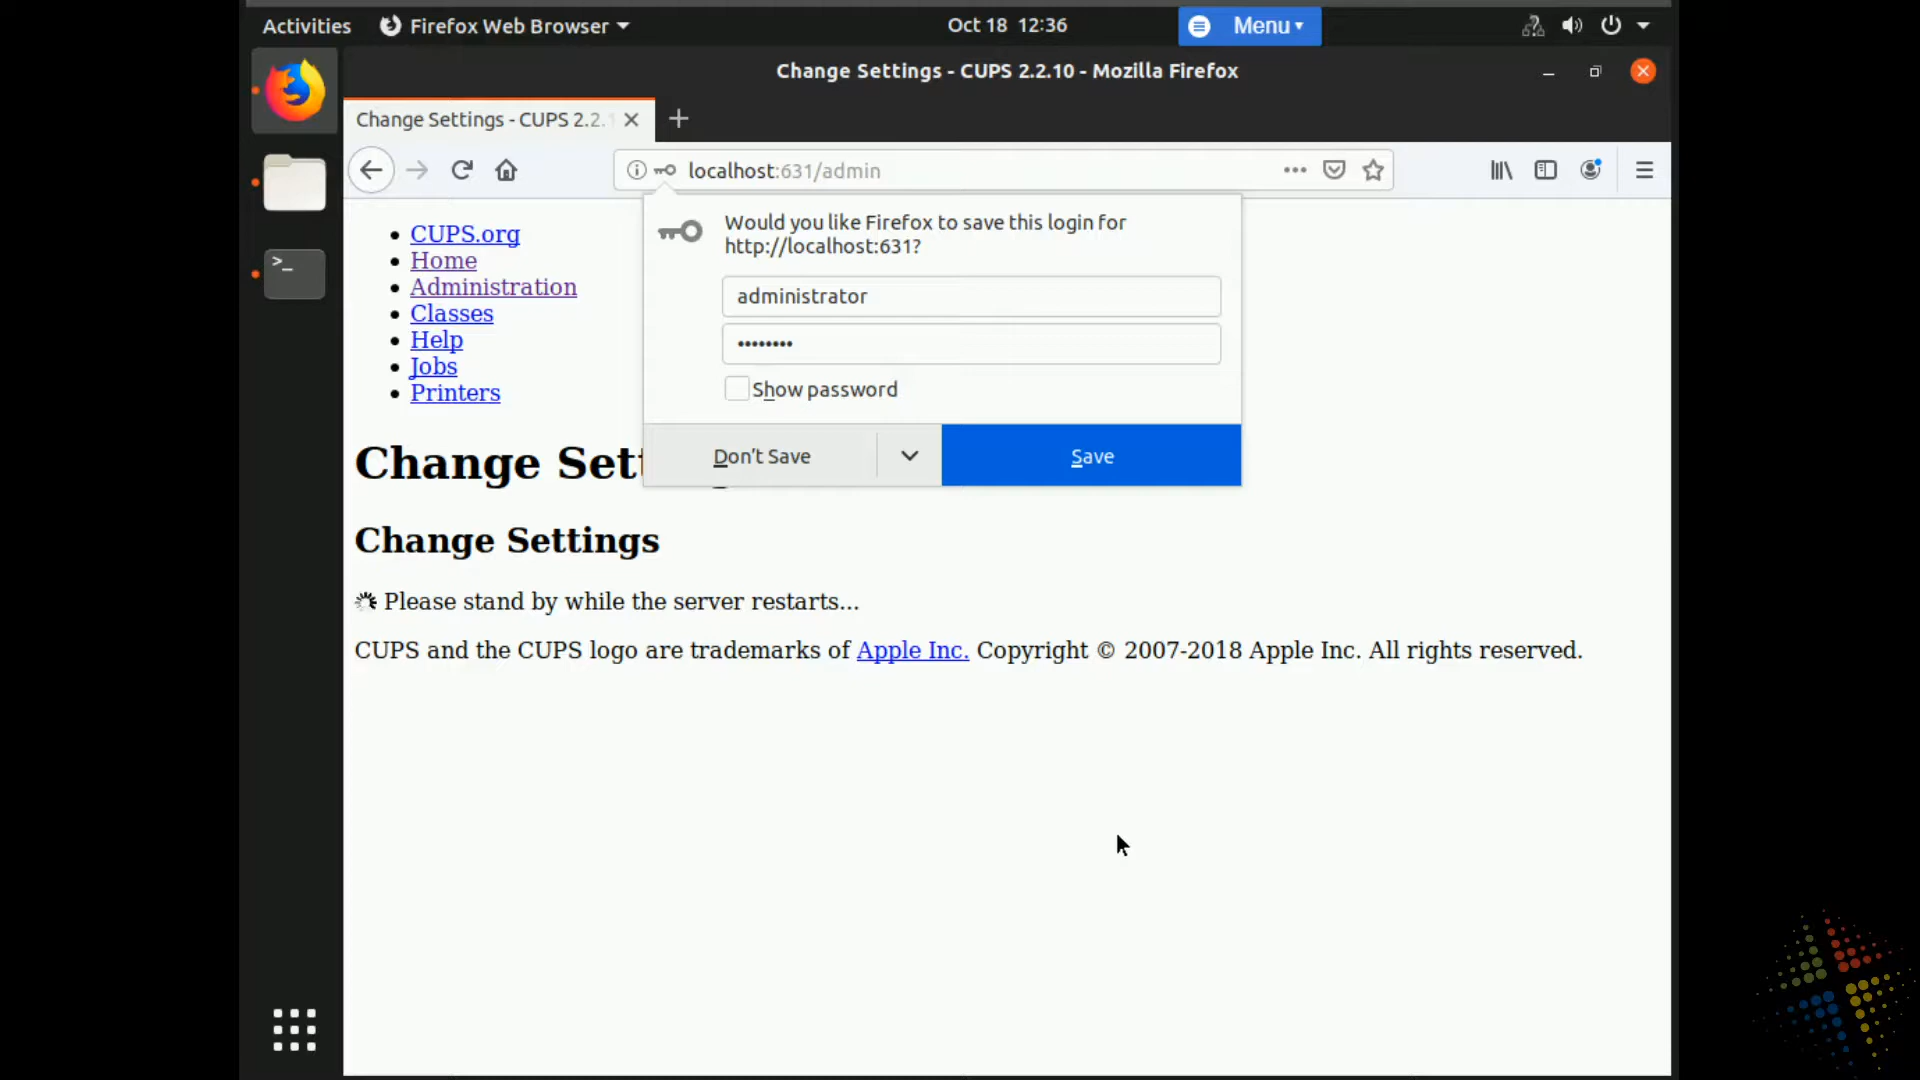 Activities
Firefox Web Browser
Oct 18 12:36
Menu
Change Settings - CUPS 2.2.10 - Mozilla Firefox
Change Settings - CUPS 2.2.1
localhost:631/admin
Would you like Firefox to save this login for
http://localhost:631?
administrator
••••••••
Show password
Don't Save
Save
CUPS.org
Home
Administration
Classes
Help
Jobs
Printers
Change Sett
Change Settings
Please stand by while the server restarts...
CUPS and the CUPS logo are trademarks of Apple Inc. Copyright © 2007-2018 Apple Inc. All rights reserved.